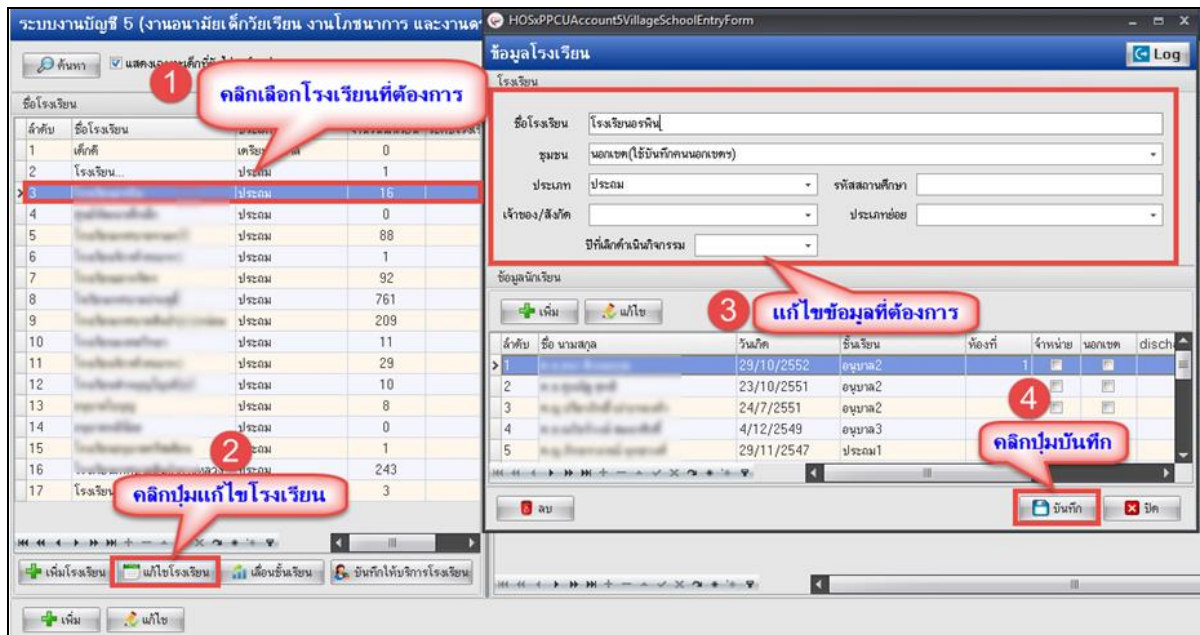 ระบบงานบัญชี 5 (งานอนามัยเด็กวัยเรียน งานโภชนาการ และงานด
ค้นหา
1
คลิกเลือกโรงเรียนที่ต้องการ
ชื่อโรงเรียน
ลำดับ ชื่อโรงเรียน
1 เด็กดี 0
2 โรงเรียน... ประถม 1
3 ประถม 16
4 ประถม 0
5 ประถม 88
6 ประถม 1
7 ประถม 92
8 ประถม 761
9 ประถม 209
10 ประถม 11
11 ประถม 29
12 ประถม 10
13 ประถม 8
14 ประถม 0
15 1
16 ประถม 243
17 3
2
คลิกปุ่มแก้ไขโรงเรียน
เพิ่มโรงเรียน แก้ไขโรงเรียน เลื่อนชั้นเรียน บันทึกให้บริการโรงเรียน
เพิ่ม แก้ไข
HOSxPPCUAccount5VillageSchoolEntryForm
ข้อมูลโรงเรียน Log
โรงเรียน
ชื่อโรงเรียน โรงเรียนอรพิน
ชุมชน นอกเขต(ใช้บันทึกคนนอกเขตฯ)
ประเภท ประถม รหัสสถานศึกษา
เจ้าของ/สังกัด ประเภทย่อย
ปีที่เลิกดำเนินกิจกรรม
ข้อมูลนักเรียน
เพิ่ม แก้ไข
3
แก้ไขข้อมูลที่ต้องการ
ลำดับ ชื่อ นามสกุล วันเกิด ชั้นเรียน ห้องที่ จำหน่าย นอกเขต disch
1 29/10/2552 อนุบาล2 1
2 23/10/2551 อนุบาล2
3 24/7/2551 อนุบาล2
4 4/12/2549 อนุบาล3
5 29/11/2547 ประถม1
4
คลิกปุ่มบันทึก
ลบ บันทึก ปิด